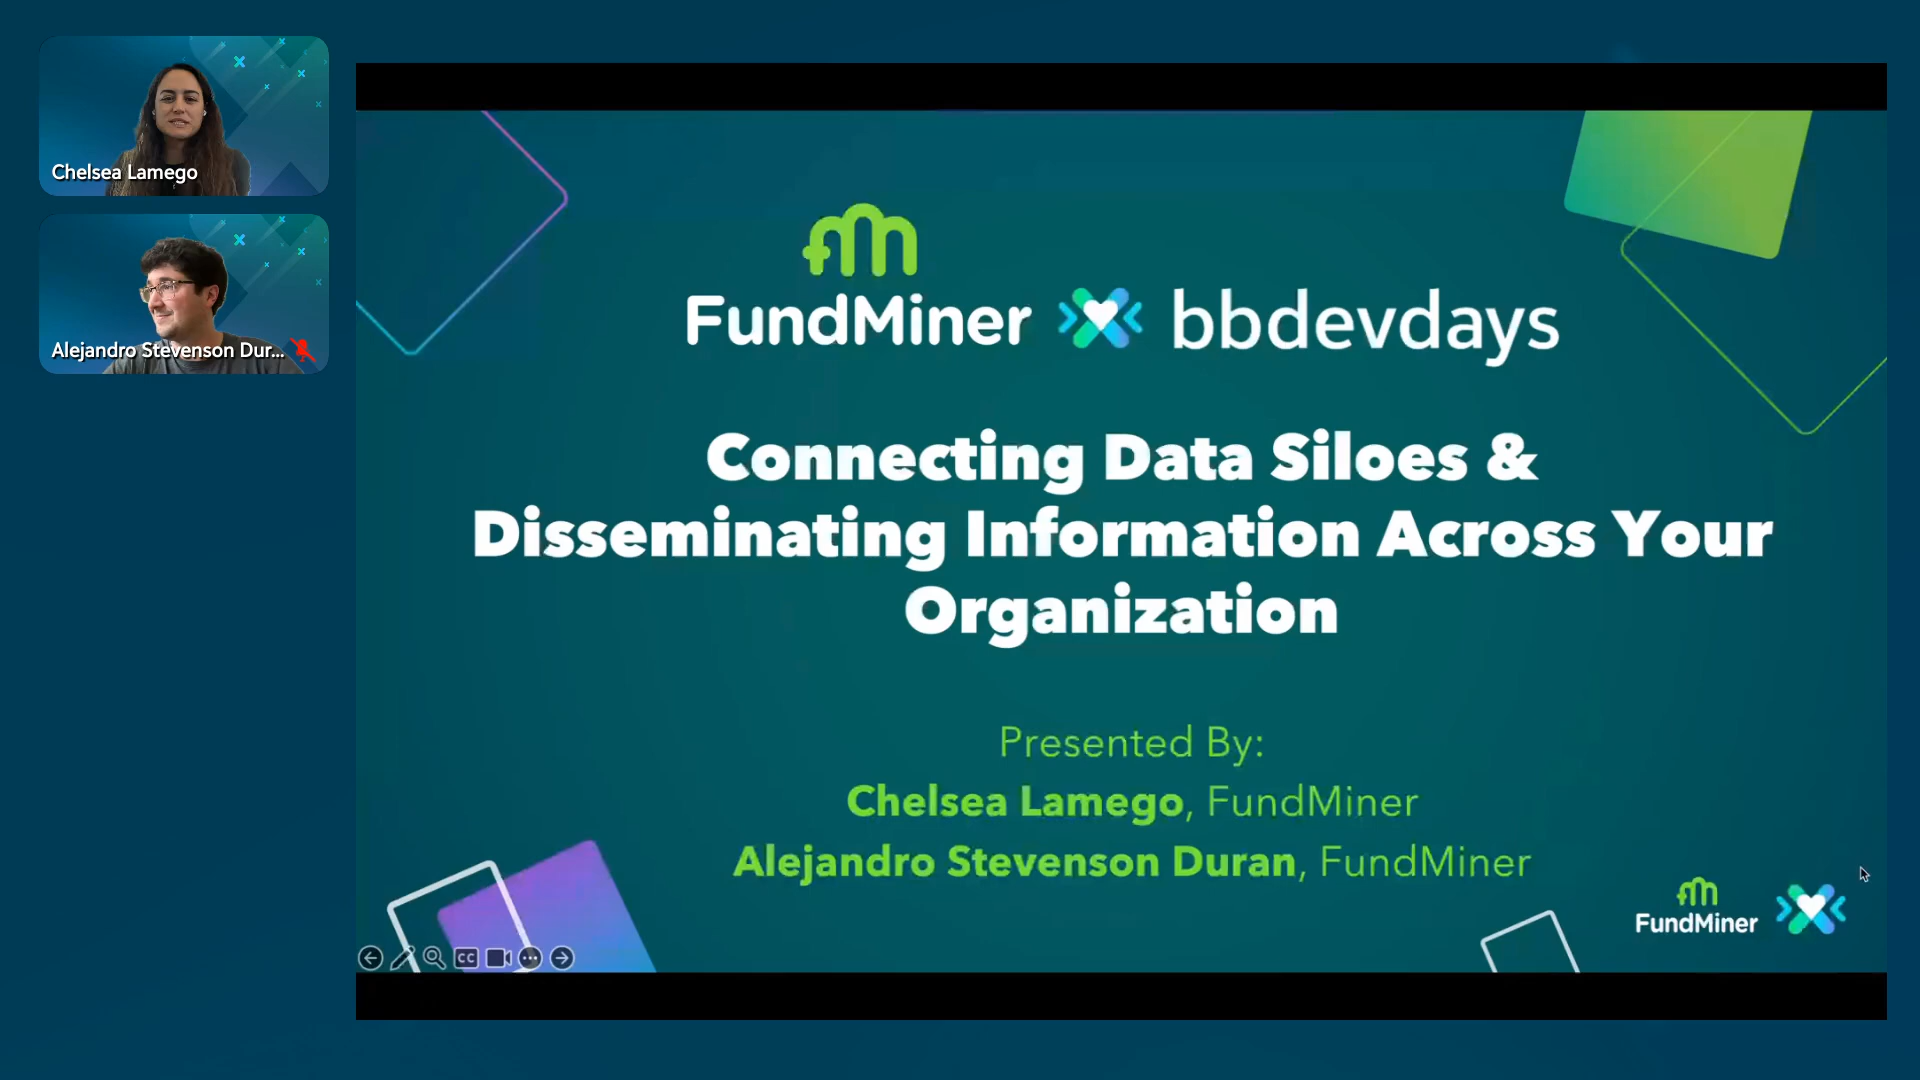 Chelsea Lamego
Alejandro Stevenson Dur...
FundMiner
bbdevdays
Connecting Data Siloes &
Disseminating Information Across Your
Organization
Presented By:
Chelsea Lamego, FundMiner
Alejandro Stevenson Duran, FundMiner
FundMiner
CC